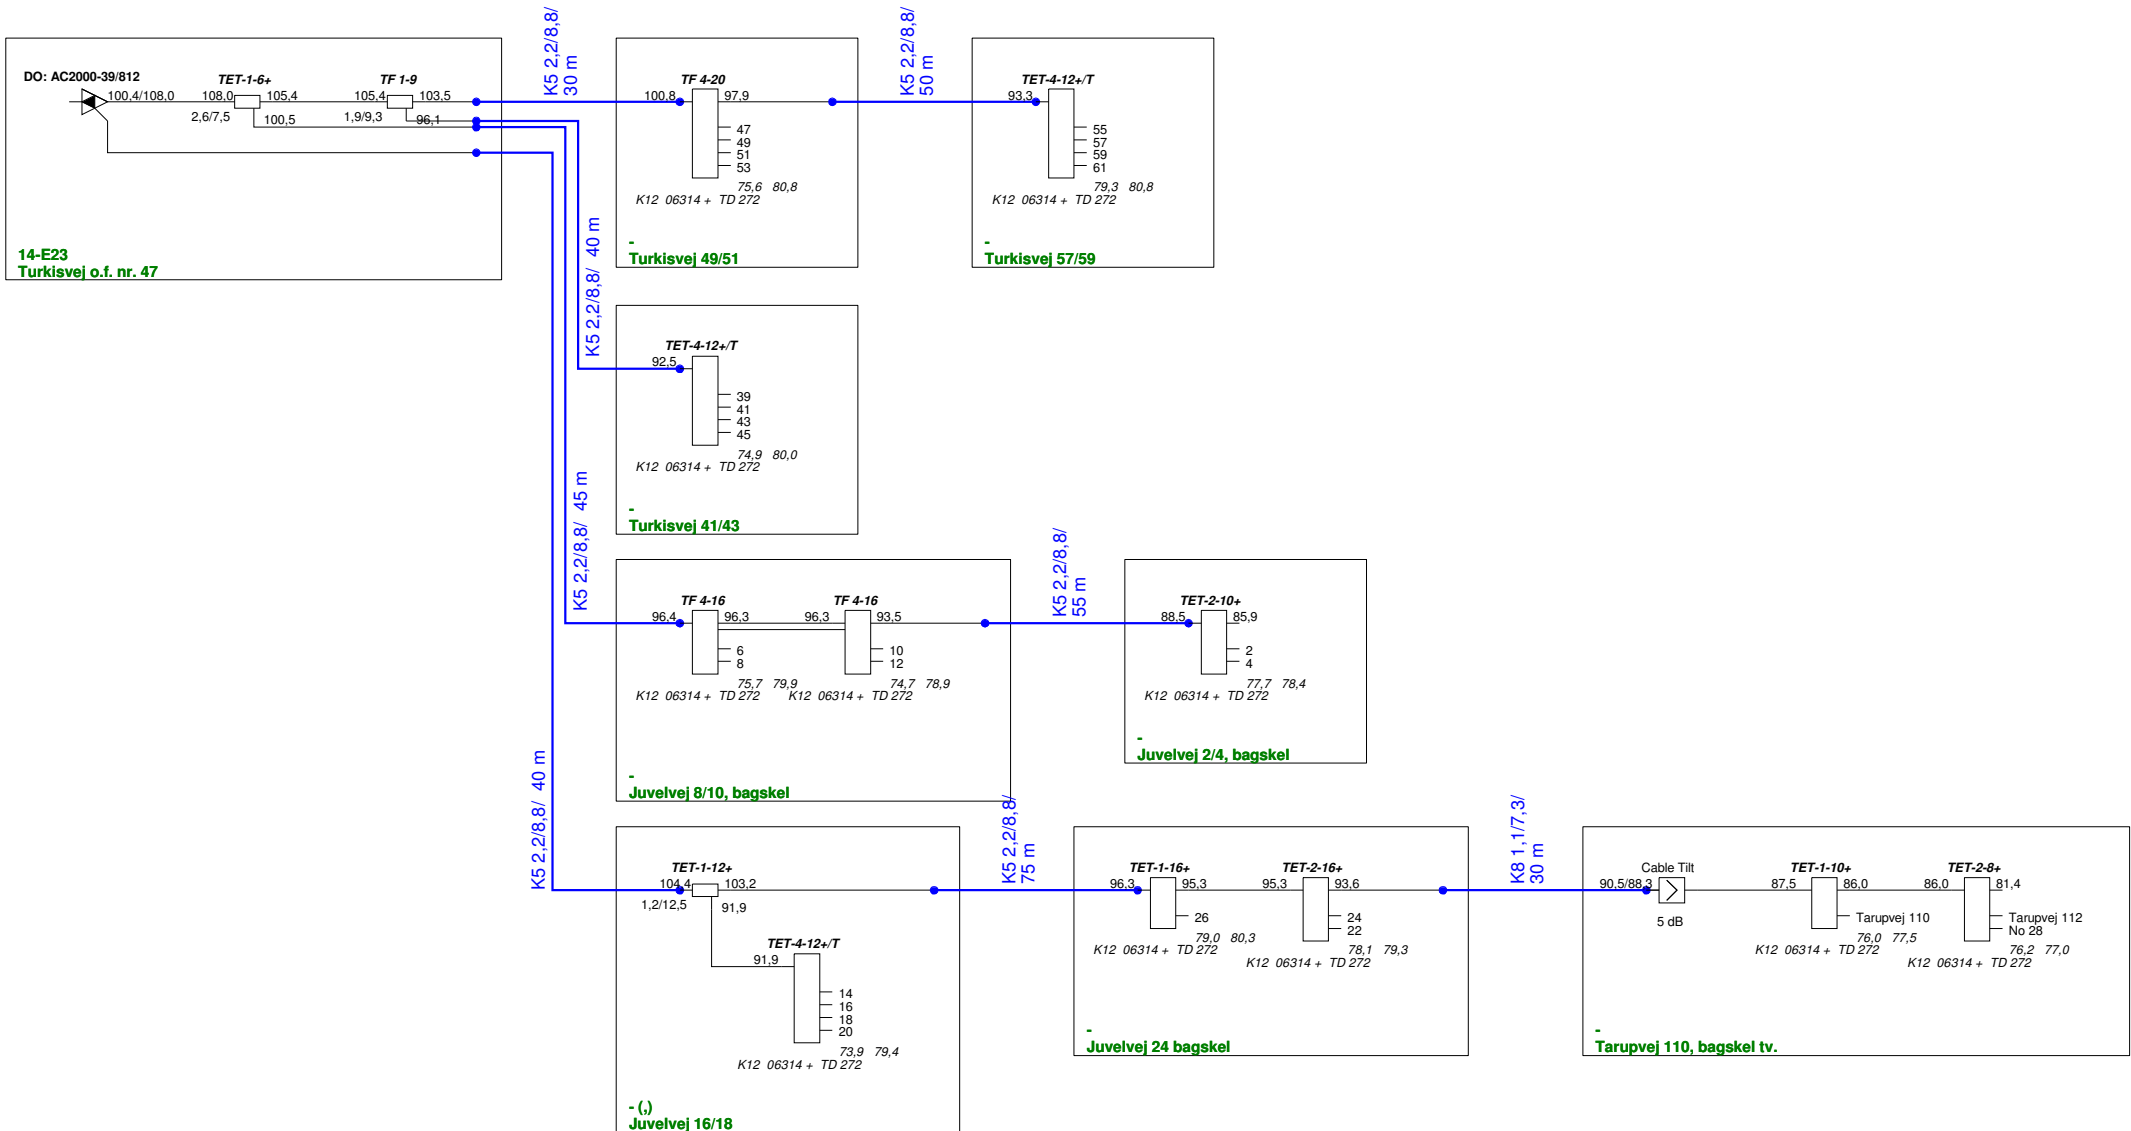 DO: AC2000-39/812
100,4/108,0
TET-1-6+
108,0
105,4
2,6/7,5
100,5
TF 1-9
105,4
103,5
1,9/9,3
96,1
14-E23
Turkisvej o.f. nr. 47
K5 2,2/8,8/
30 m
TF 4-20
100,8
97,9
47
49
51
53
75,6 80,8
K12 06314 + TD 272
-
Turkisvej 49/51
K5 2,2/8,8/
50 m
TET-4-12+/T
93,3
55
57
59
61
79,3 80,8
K12 06314 + TD 272
-
Turkisvej 57/59
K5 2,2/8,8/ 40 m
TET-4-12+/T
92,5
39
41
43
45
74,9 80,0
K12 06314 + TD 272
-
Turkisvej 41/43
K5 2,2/8,8/ 45 m
TF 4-16
96,4
96,3
6
8
75,7 79,9
K12 06314 + TD 272
TF 4-16
96,3
93,5
10
12
74,7 78,9
K12 06314 + TD 272
-
Juvelvej 8/10, bagskel
K5 2,2/8,8/
55 m
TET-2-10+
88,5
85,9
2
4
77,7 78,4
K12 06314 + TD 272
-
Juvelvej 2/4, bagskel
K5 2,2/8,8/ 40 m
TET-1-12+
104,4
103,2
1,2/12,5
91,9
TET-4-12+/T
91,9
14
16
18
20
73,9 79,4
K12 06314 + TD 272
- (,)
Juvelvej 16/18
K5 2,2/8,8/
75 m
TET-1-16+
96,3
95,3
26
79,0 80,3
K12 06314 + TD 272
TET-2-16+
95,3
93,6
24
22
78,1 79,3
K12 06314 + TD 272
-
Juvelvej 24 bagskel
K8 1,1/7,3/
30 m
Cable Tilt
90,5/88,3
5 dB
TET-1-10+
87,5
86,0
Tarupvej 110
76,0 77,5
K12 06314 + TD 272
TET-2-8+
86,0
81,4
Tarupvej 112
No 28
76,2 77,0
K12 06314 + TD 272
-
Tarupvej 110, bagskel tv.